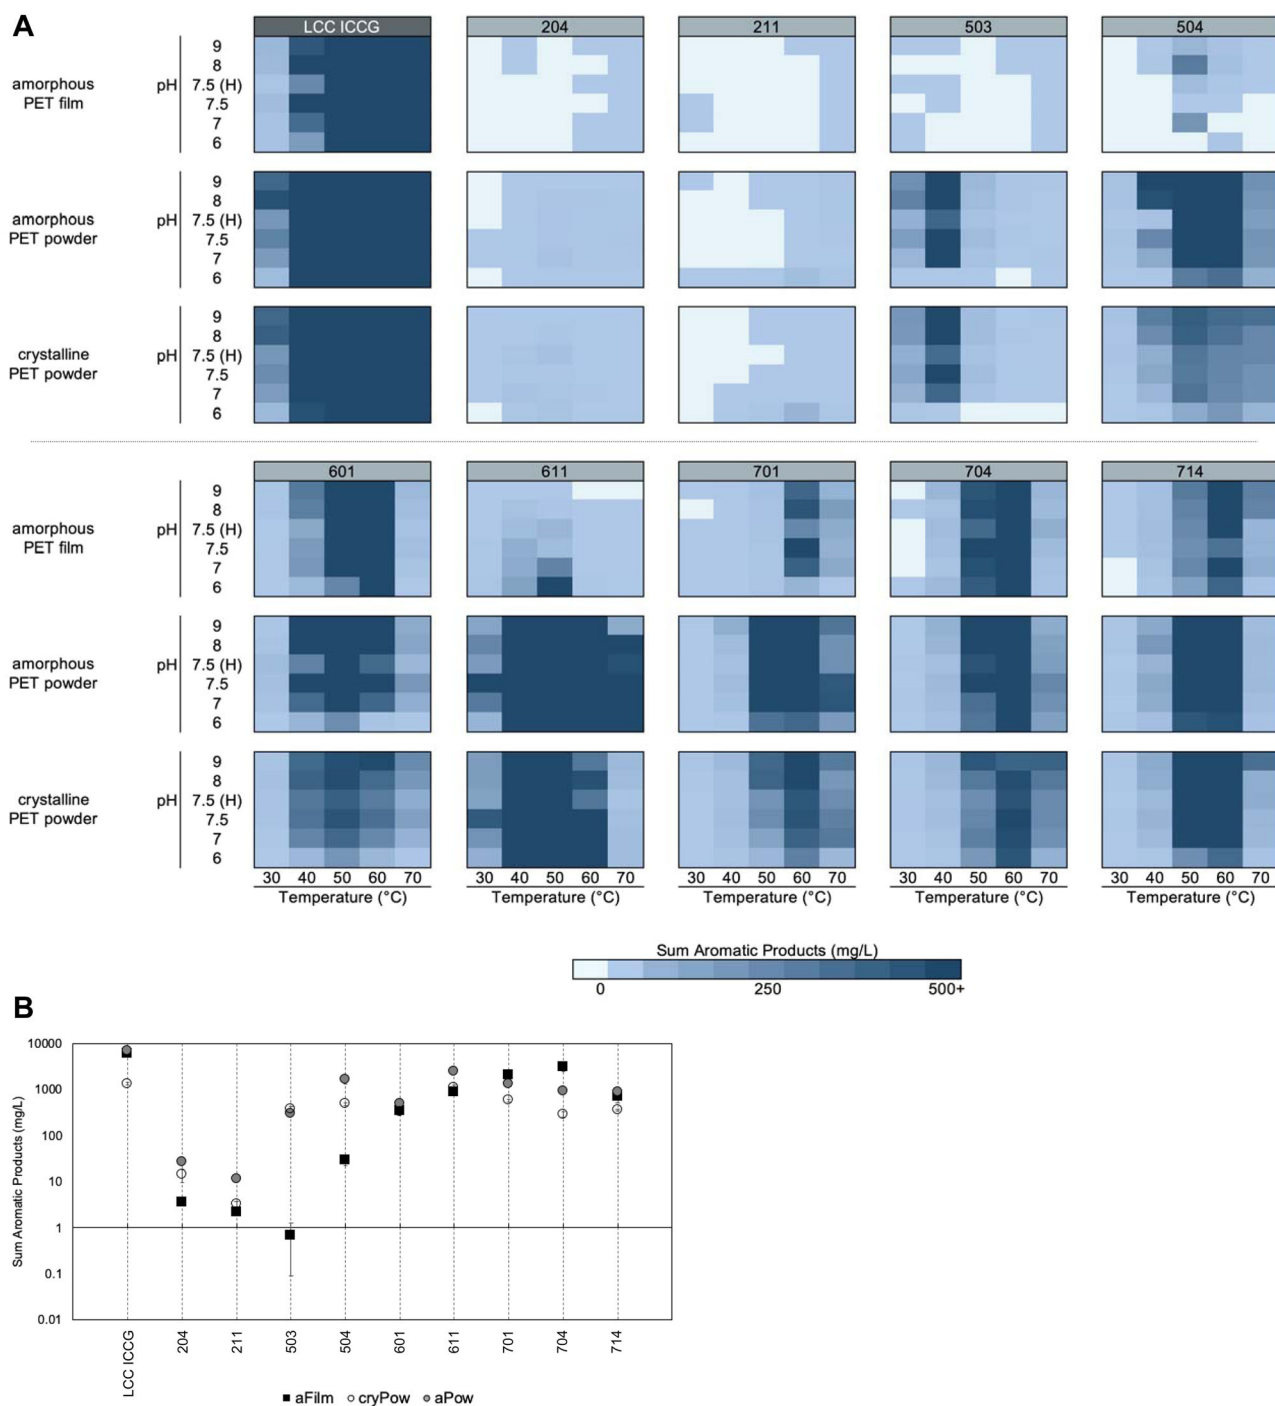 A
LCC ICCG 204 211 503 504
amorphous PET film pH 9 8 7.5 (H) 7.5 7 6
amorphous PET powder pH 9 8 7.5 (H) 7.5 7 6
crystalline PET powder pH 9 8 7.5 (H) 7.5 7 6
601 611 701 704 714
amorphous PET film pH 9 8 7.5 (H) 7.5 7 6
amorphous PET powder pH 9 8 7.5 (H) 7.5 7 6
crystalline PET powder pH 9 8 7.5 (H) 7.5 7 6
30 40 50 60 70 30 40 50 60 70 30 40 50 60 70 30 40 50 60 70 30 40 50 60 70
Temperature (°C) Temperature (°C) Temperature (°C) Temperature (°C) Temperature (°C)
Sum Aromatic Products (mg/L)
0 250 500+
B
Sum Aromatic Products (mg/L)
10000
1000
100
10
1
0.1
0.01
LCC ICCG 204 211 503 504 601 611 701 704 714
aFilm cryPow aPow